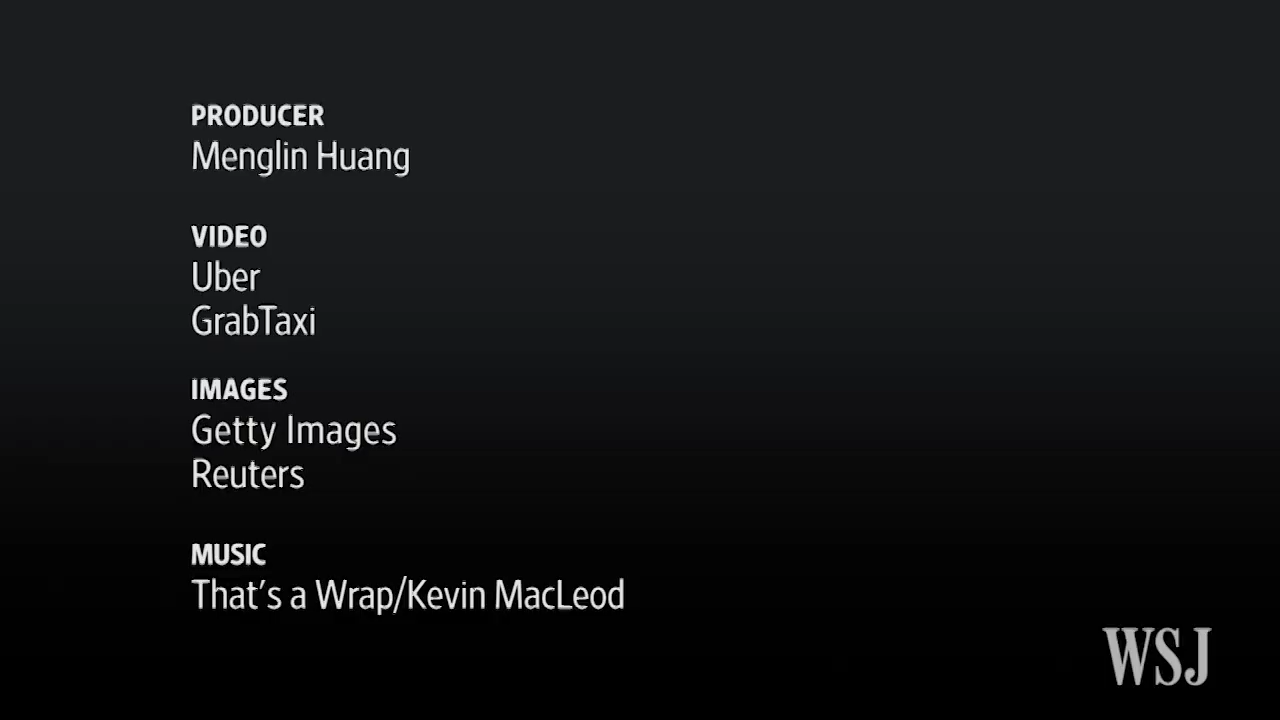 PRODUCER
Menglin Huang
VIDEO
Uber
GrabTaxi
IMAGES
Getty Images
Reuters
MUSIC
That's a Wrap/Kevin MacLeod
WSJ